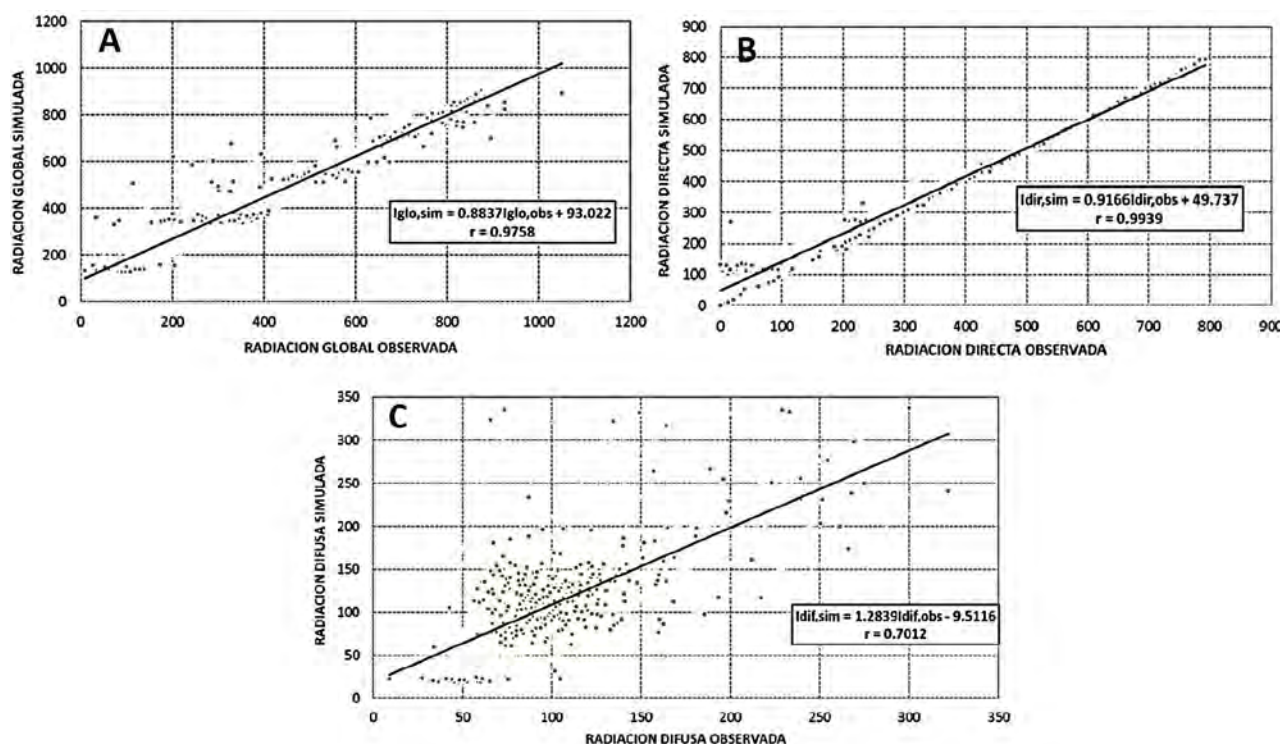 A
RADIACION GLOBAL SIMULADA
1200
1000
800
600
400
200
0
Iglo,sim = 0.8837Iglo,obs + 93.022
r = 0.9758
0 200 400 600 800 1000 1200
RADIACION GLOBAL OBSERVADA
B
RADIACION DIRECTA SIMULADA
900
800
700
600
500
400
300
200
100
0
Idir,sim = 0.9166Idir,obs + 49.737
r = 0.9939
0 100 200 300 400 500 600 700 800 900
RADIACION DIRECTA OBSERVADA
C
RADIACION DIFUSA SIMULADA
350
300
250
200
150
100
50
0
Idif,sim = 1.2839Idif,obs - 9.5116
r = 0.7012
0 50 100 150 200 250 300 350
RADIACION DIFUSA OBSERVADA